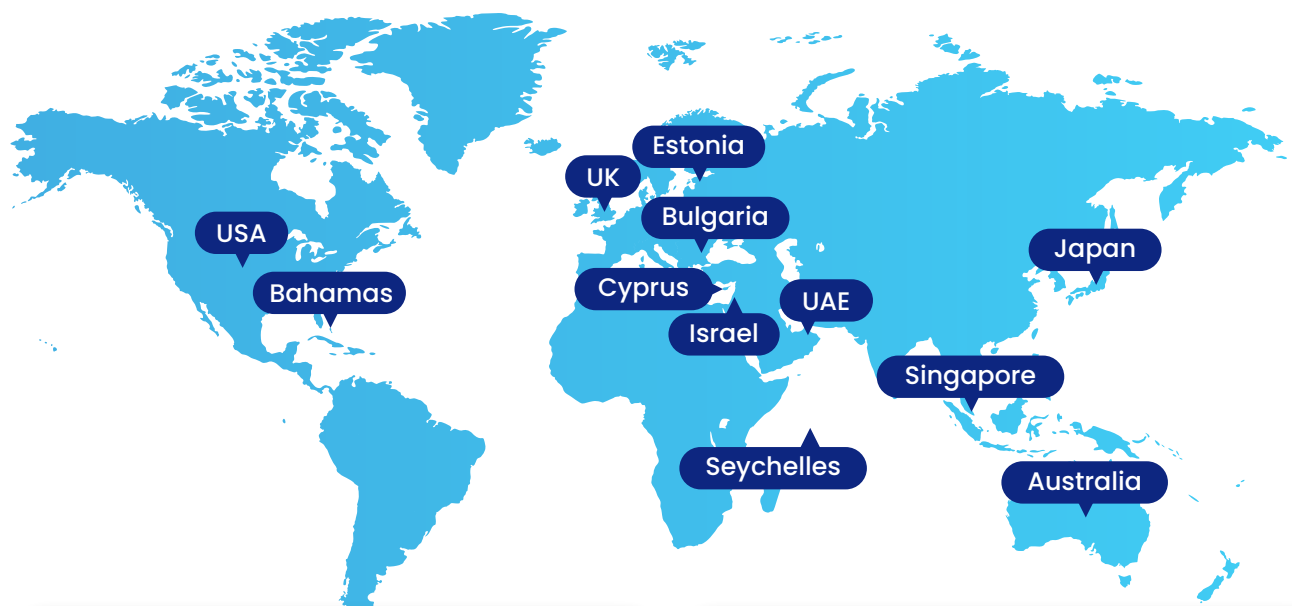 Estonia
UK
Bulgaria
USA
Japan
Bahamas
Cyprus
UAE
Israel
Singapore
Seychelles
Australia